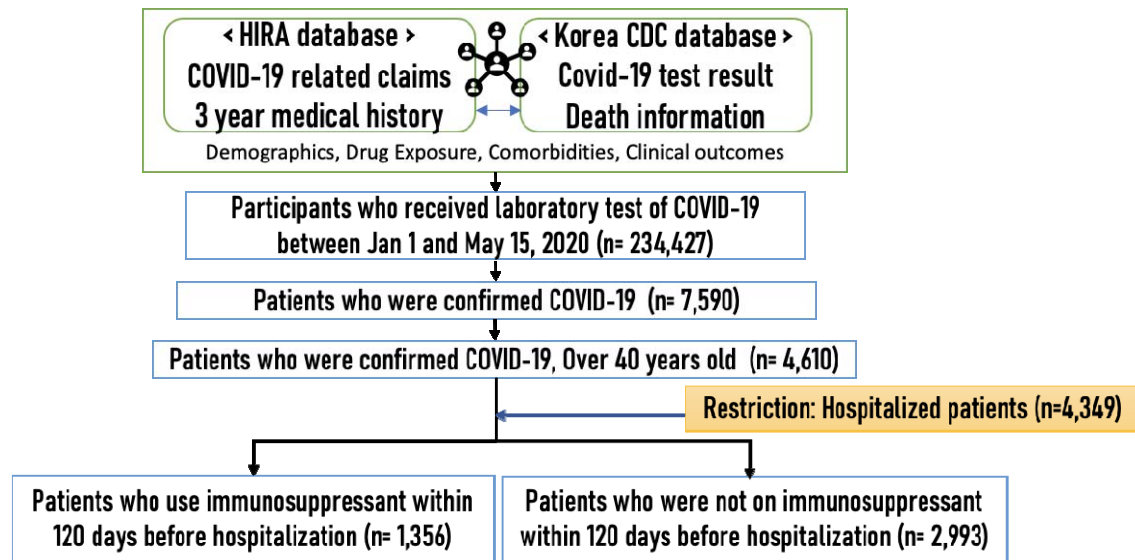 < HIRA database >
COVID-19 related claims
3 year medical history
< Korea CDC database >
Covid-19 test result
Death information
Demographics, Drug Exposure, Comorbidities, Clinical outcomes
Participants who received laboratory test of COVID-19
between Jan 1 and May 15, 2020 (n= 234,427)
Patients who were confirmed COVID-19 (n= 7,590)
Patients who were confirmed COVID-19, Over 40 years old (n= 4,610)
Restriction: Hospitalized patients (n=4,349)
Patients who use immunosuppressant within
120 days before hospitalization (n= 1,356)
Patients who were not on immunosuppressant
within 120 days before hospitalization (n= 2,993)